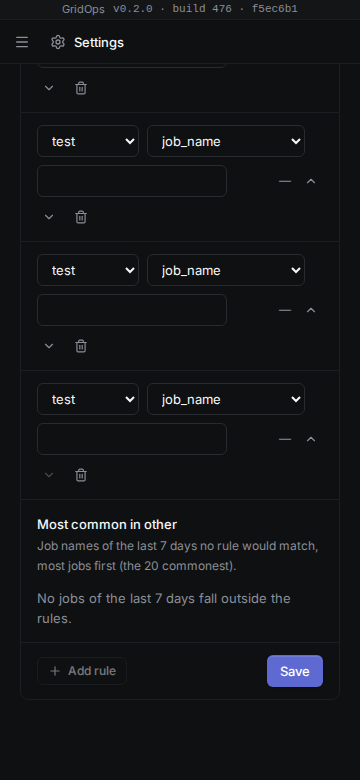 GridOps v0.2.0 · build 476 · f5ec6b1
Settings
test job_name
—
test job_name
—
test job_name
—
Most common in other
Job names of the last 7 days no rule would match,
most jobs first (the 20 commonest).
No jobs of the last 7 days fall outside the
rules.
+ Add rule Save